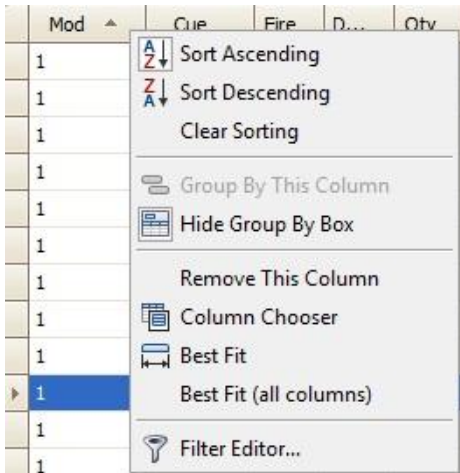 Mod Cue Fire D... Qty
1
1
1
1
1
1
1
1
1
1
1
1
Sort Ascending
Sort Descending
Clear Sorting
Group By This Column
Hide Group By Box
Remove This Column
Column Chooser
Best Fit
Best Fit (all columns)
Filter Editor...